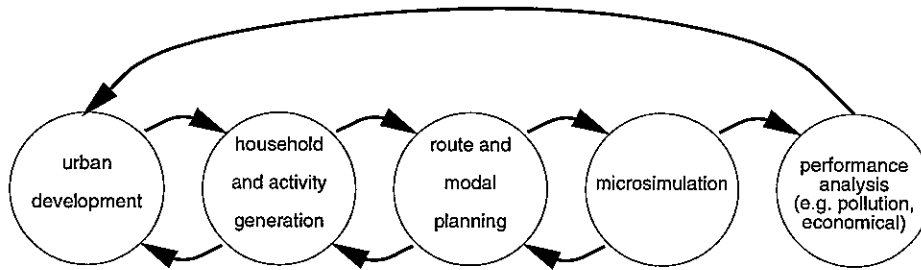 urban
development
household
and activity
generation
route and
modal
planning
microsimulation
performance
analysis
(e.g. pollution,
economical)